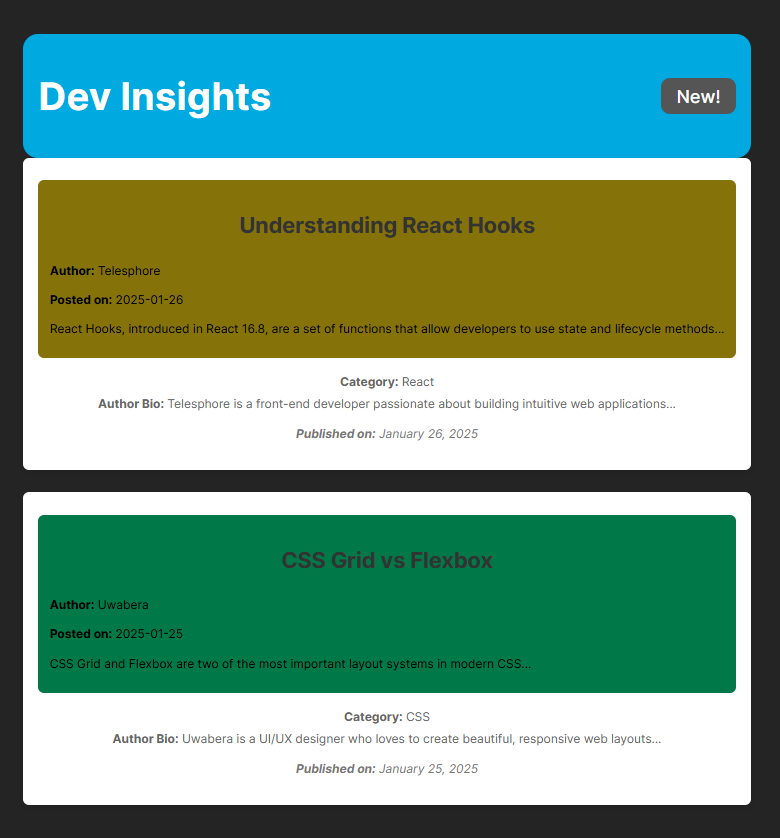 Dev Insights
New!
Understanding React Hooks
Author: Telesphore
Posted on: 2025-01-26
React Hooks, introduced in React 16.8, are a set of functions that allow developers to use state and lifecycle methods...
Category: React
Author Bio: Telesphore is a front-end developer passionate about building intuitive web applications...
Published on: January 26, 2025
CSS Grid vs Flexbox
Author: Uwabera
Posted on: 2025-01-25
CSS Grid and Flexbox are two of the most important layout systems in modern CSS...
Category: CSS
Author Bio: Uwabera is a UI/UX designer who loves to create beautiful, responsive web layouts...
Published on: January 25, 2025